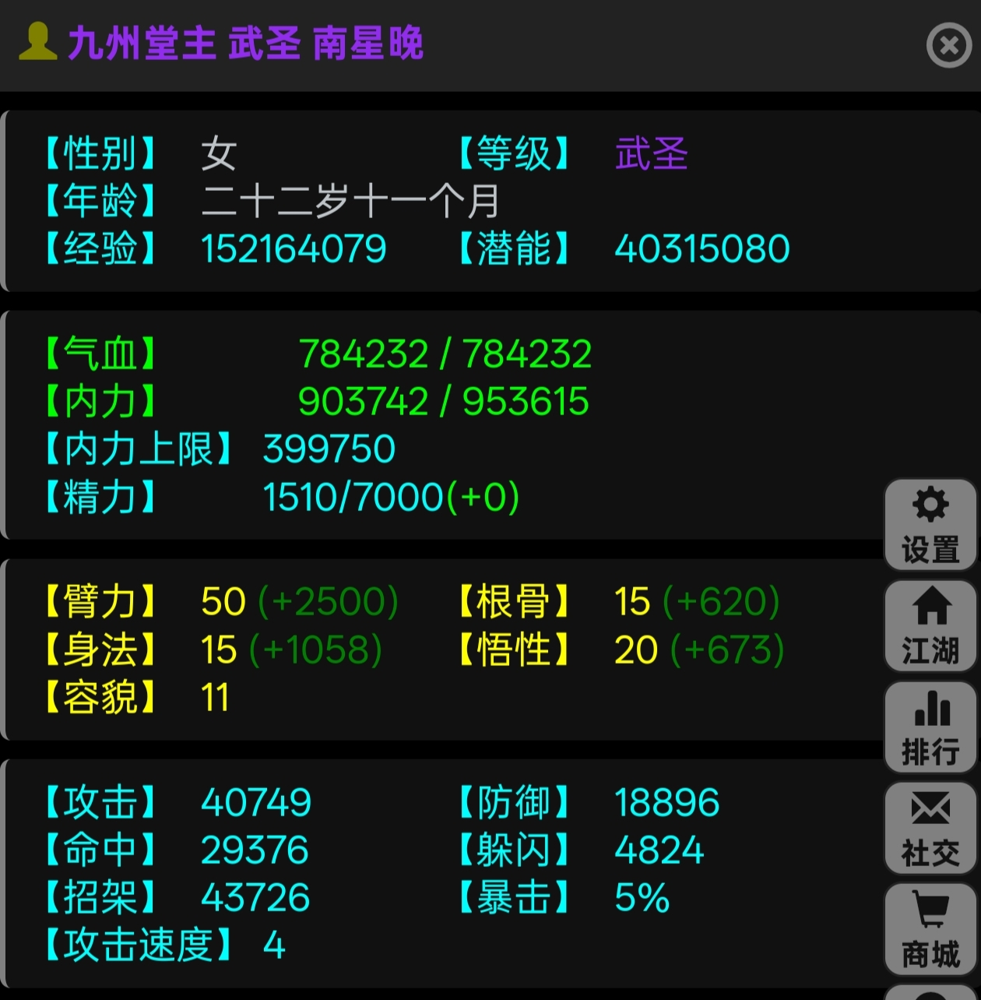 九州堂主 武圣 南星晚
【性别】 女 【等级】 武圣
【年龄】 二十二岁十一个月
【经验】 152164079 【潜能】 40315080
【气血】 784232 / 784232
【内力】 903742 / 953615
【内力上限】 399750
【精力】 1510/7000(+0)
设置
【臂力】 50 (+2500) 【根骨】 15 (+620)
【身法】 15 (+1058) 【悟性】 20 (+673)
江湖
【容貌】 11
排行
【攻击】 40749 【防御】 18896
【命中】 29376 【躲闪】 4824
社交
【招架】 43726 【暴击】 5%
【攻击速度】 4
商城